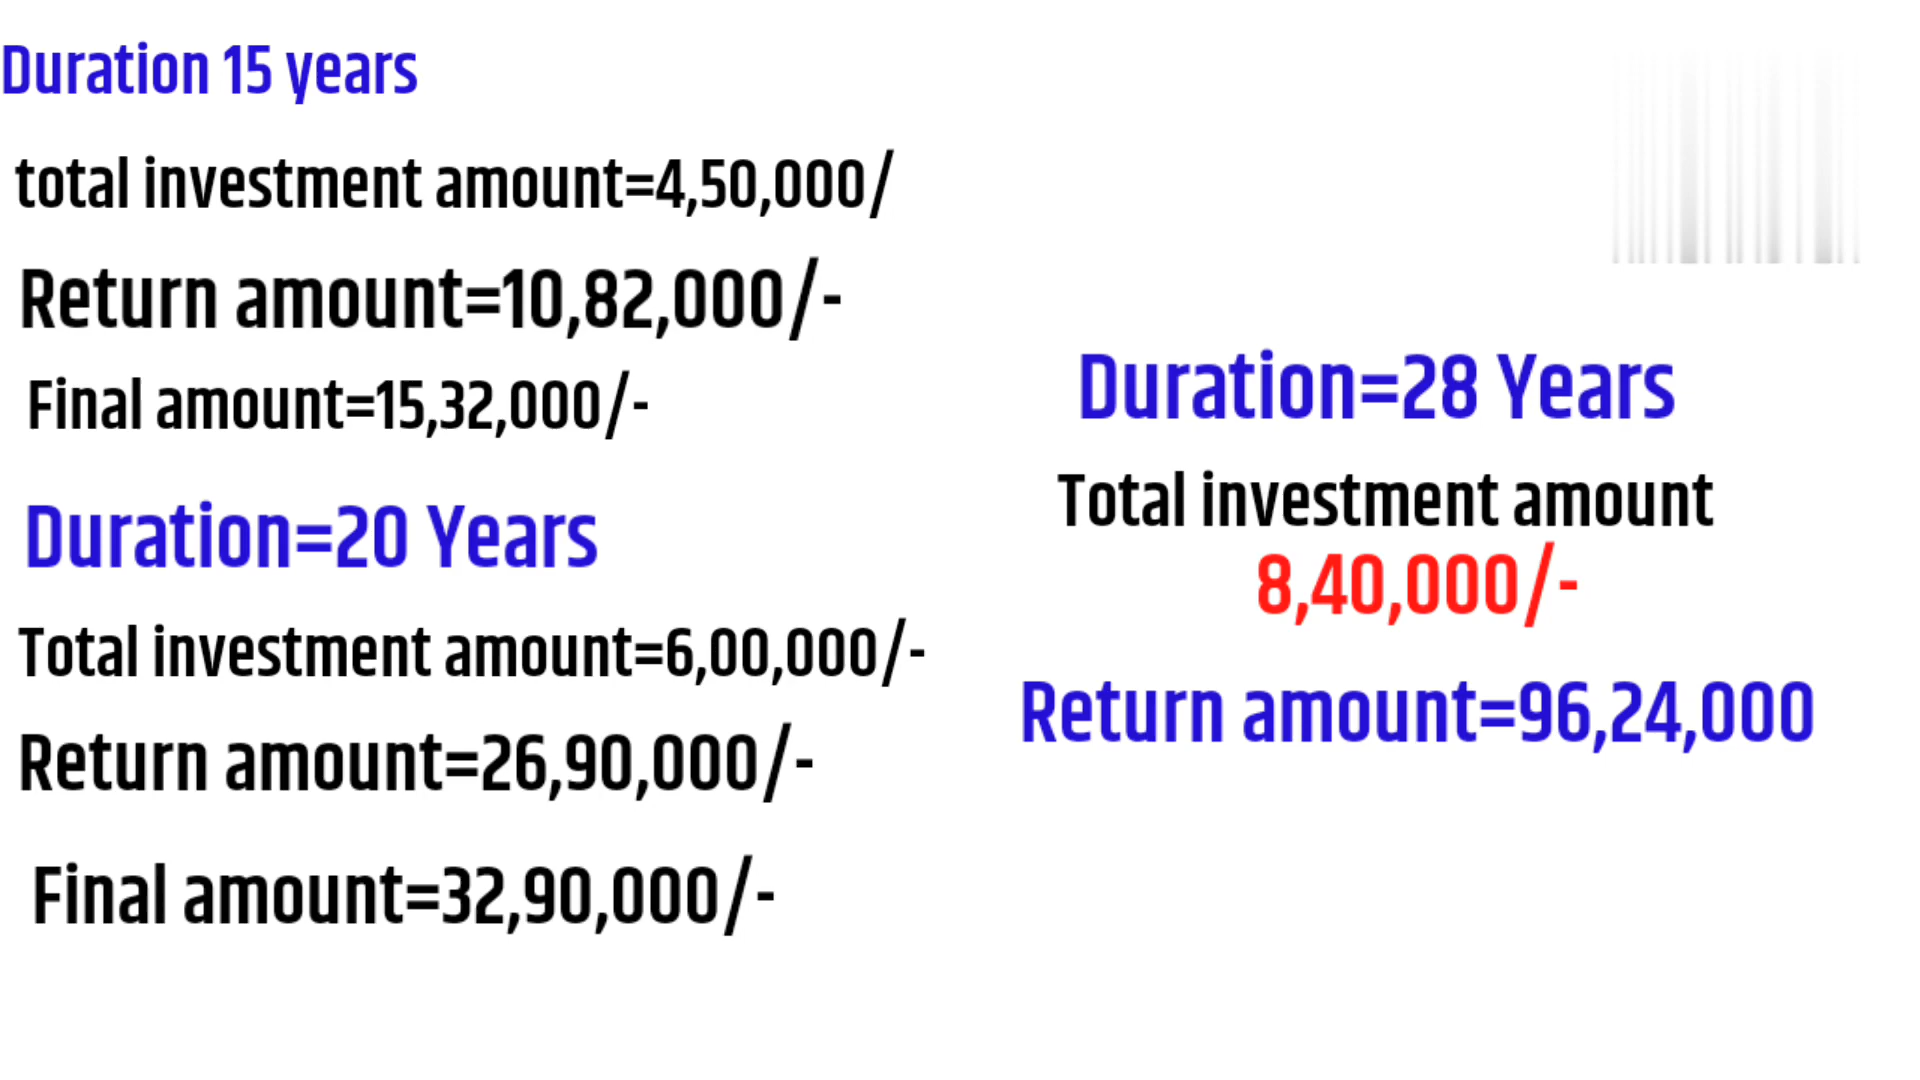 Duration 15 years
total investment amount=4,50,000/
Return amount=10,82,000/-
Final amount=15,32,000/-
Duration=20 Years
Total investment amount=6,00,000/-
Return amount=26,90,000/-
Final amount=32,90,000/-
Duration=28 Years
Total investment amount
8,40,000/-
Return amount=96,24,000